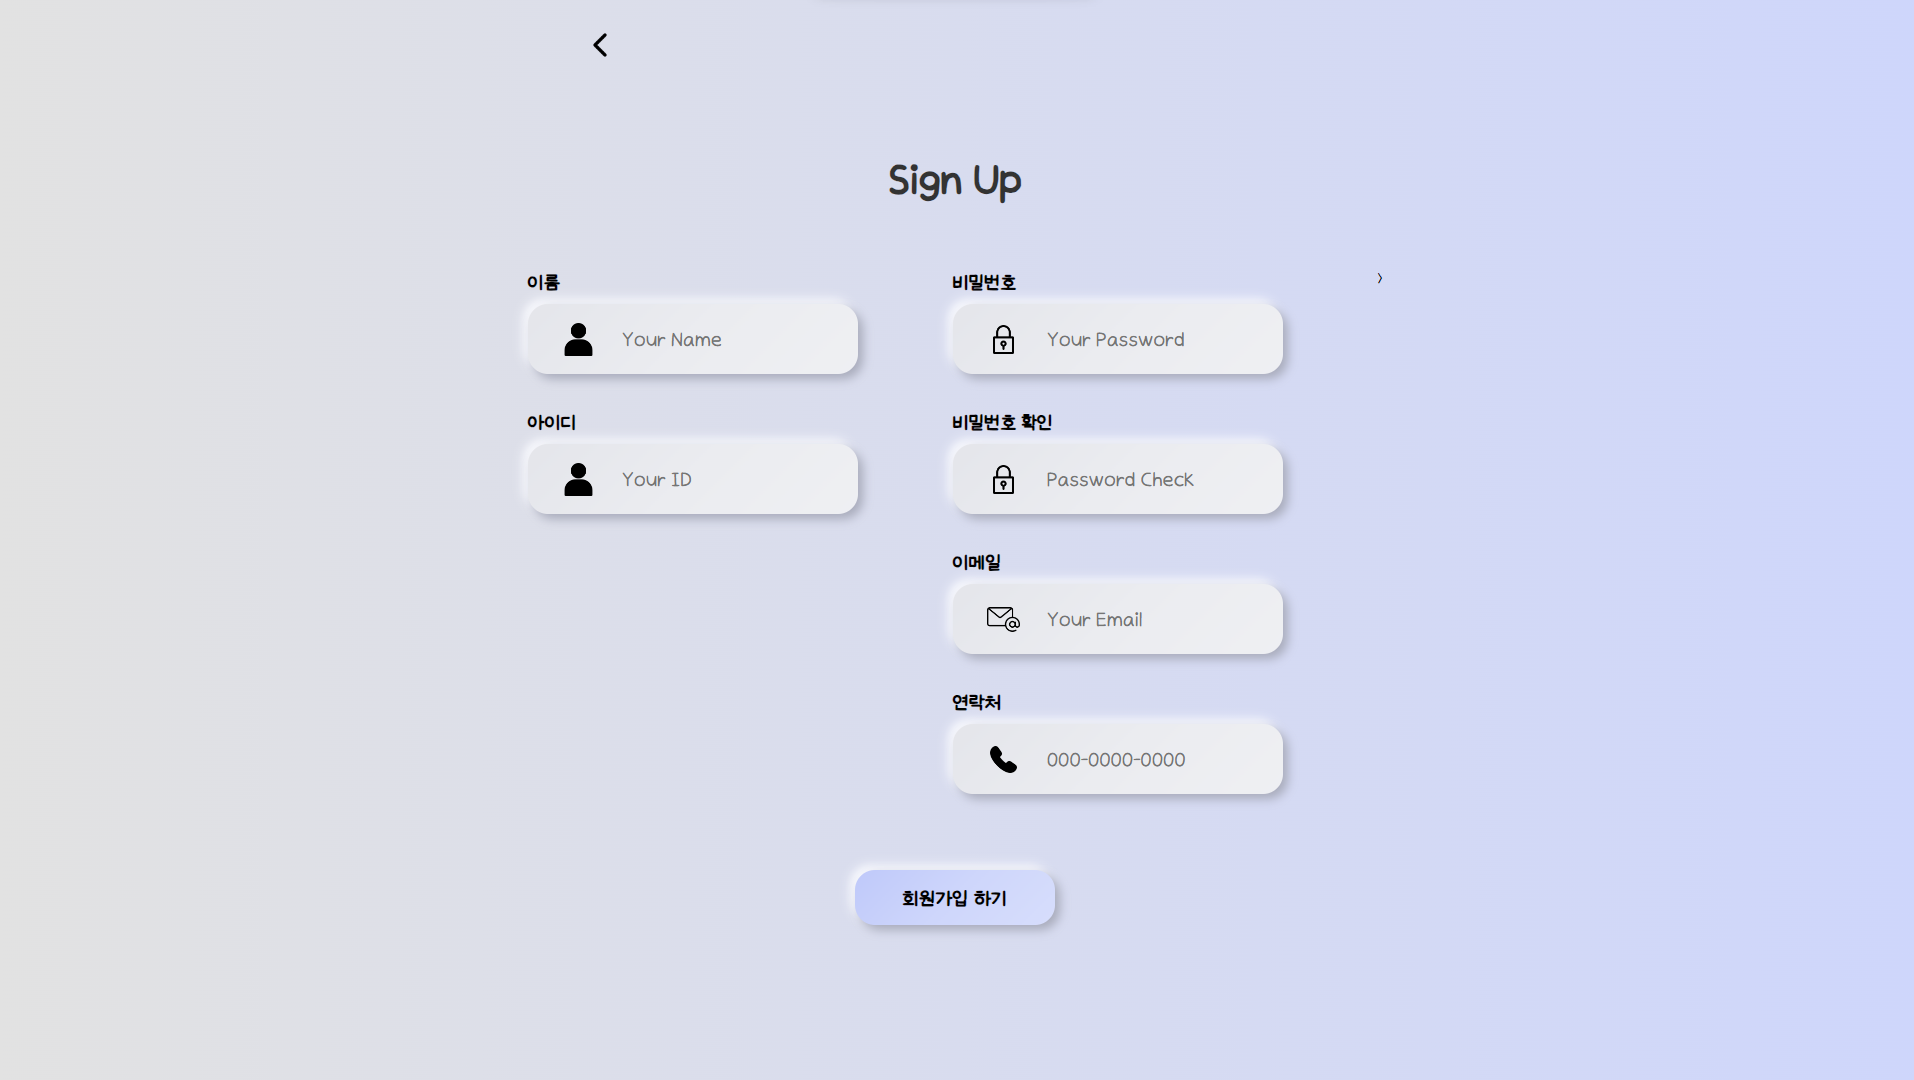 Sign Up
이름
Your Name
아이디
Your ID
비밀번호
Your Password
비밀번호 확인
Password Check
이메일
Your Email
연락처
000-0000-0000
>
회원가입 하기